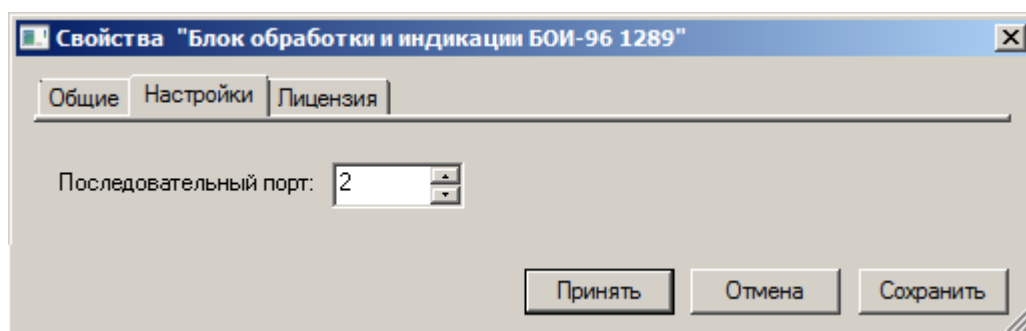 Свойства "Блок обработки и индикации БОИ-96 1289"
Общие Настройки Лицензия
Последовательный порт: 2
Принять Отмена Сохранить